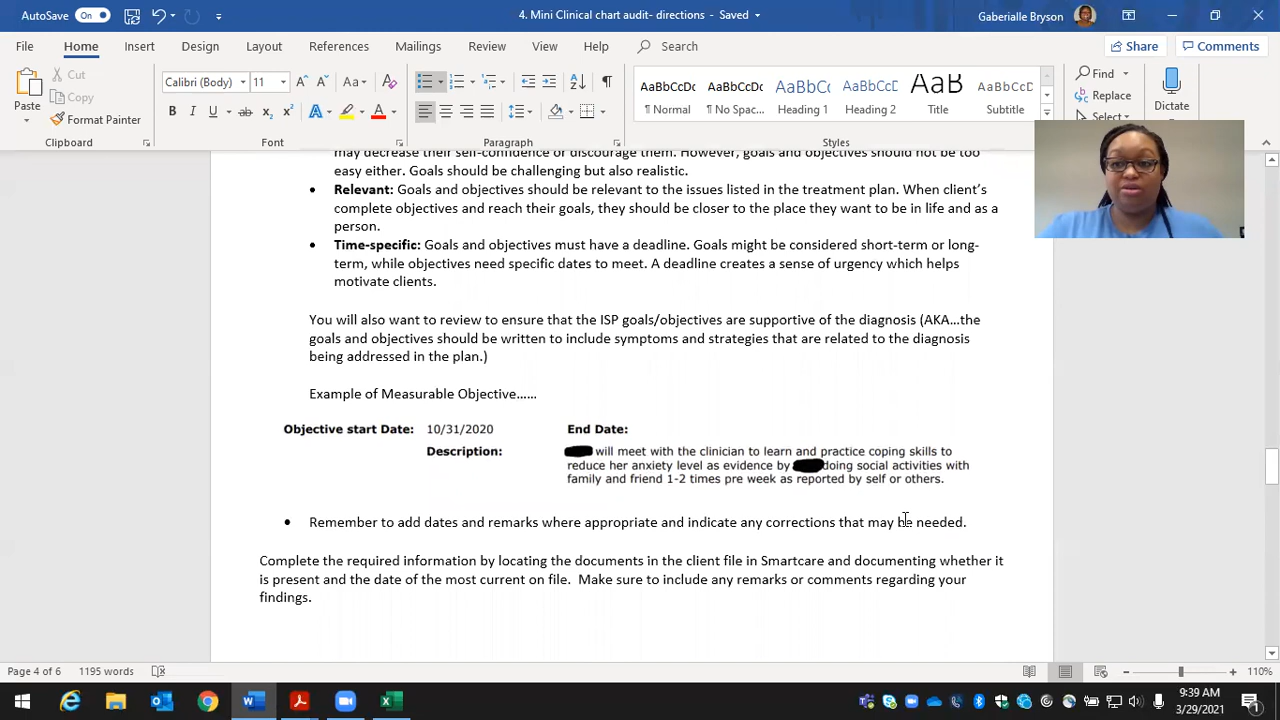 AutoSave On
4. Mini Clinical chart audit- directions - Saved
Gaberialle Bryson
File Home Insert Design Layout References Mailings Review View Help Search Share Comments
Paste
Cut
Copy
Format Painter
Clipboard
Calibri (Body) 11
Font
Paragraph
AaBbCcDc AaBbCcDc AaBbC AaBbCcD AaB AaBbCcD
¶ Normal ¶ No Spac... Heading 1 Heading 2 Title Subtitle
Styles
Find
Replace
Select
Dictate
may decrease their self-confidence or discourage them. However, goals and objectives should not be too
easy either. Goals should be challenging but also realistic.
• Relevant: Goals and objectives should be relevant to the issues listed in the treatment plan. When client's
complete objectives and reach their goals, they should be closer to the place they want to be in life and as a
person.
• Time-specific: Goals and objectives must have a deadline. Goals might be considered short-term or long-
term, while objectives need specific dates to meet. A deadline creates a sense of urgency which helps
motivate clients.
You will also want to review to ensure that the ISP goals/objectives are supportive of the diagnosis (AKA…the
goals and objectives should be written to include symptoms and strategies that are related to the diagnosis
being addressed in the plan.)
Example of Measurable Objective……
Objective start Date: 10/31/2020 End Date:
Description: will meet with the clinician to learn and practice coping skills to
reduce her anxiety level as evidence by doing social activities with
family and friend 1-2 times pre week as reported by self or others.
• Remember to add dates and remarks where appropriate and indicate any corrections that may be needed.
Complete the required information by locating the documents in the client file in Smartcare and documenting whether it
is present and the date of the most current on file. Make sure to include any remarks or comments regarding your
findings.
Page 4 of 6 1195 words 110%
9:39 AM
3/29/2021